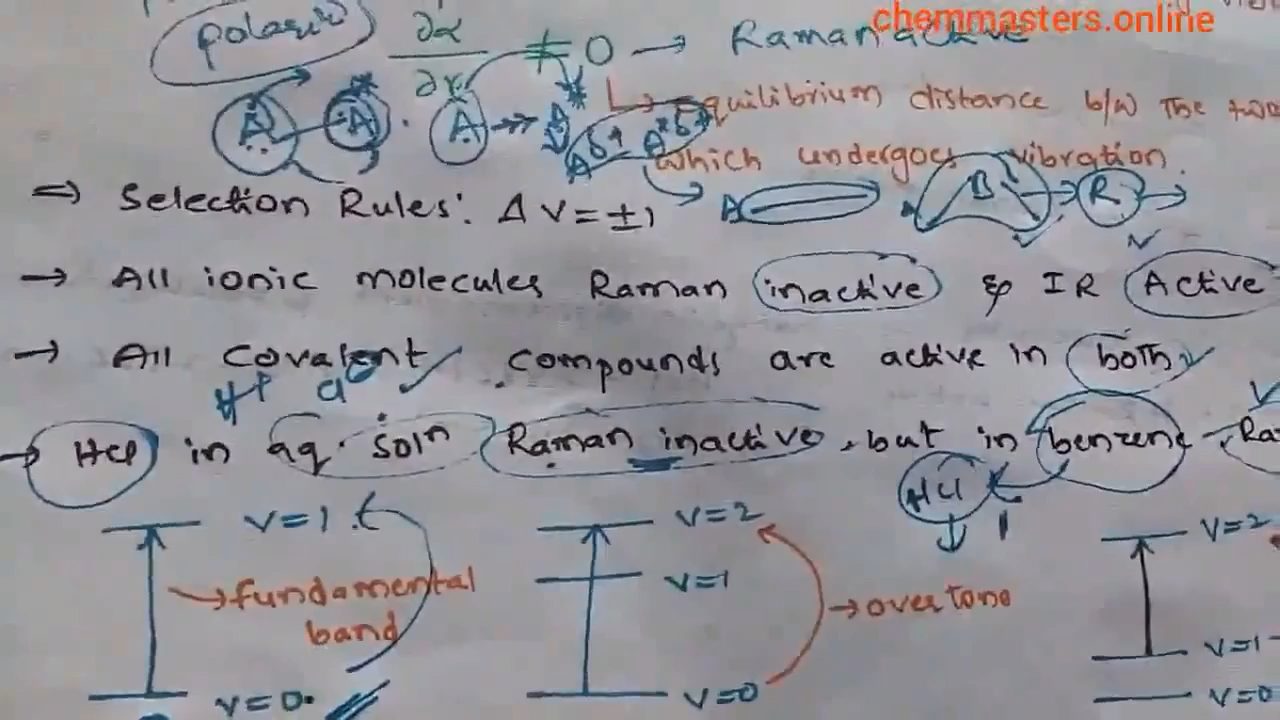 chemmasters.online
∂α/∂r ≠ 0 → Raman active
A A* . A →→ A*
A^δ+ A*^δ+
↳ equilibrium distance b/w The two
which undergoes vibration.
⇒ Selection Rules: ΔV = ±1
B → R →
→ All ionic molecules Raman inactive & IR Active
→ All covalent compounds are active in both
→ HCl in aq. soln Raman inactive, but in benzene - Ra
HCl
V=1 V=2 V=2
→ fundamental band
V=1 → overtone
V=1
V=0 V=0 V=0